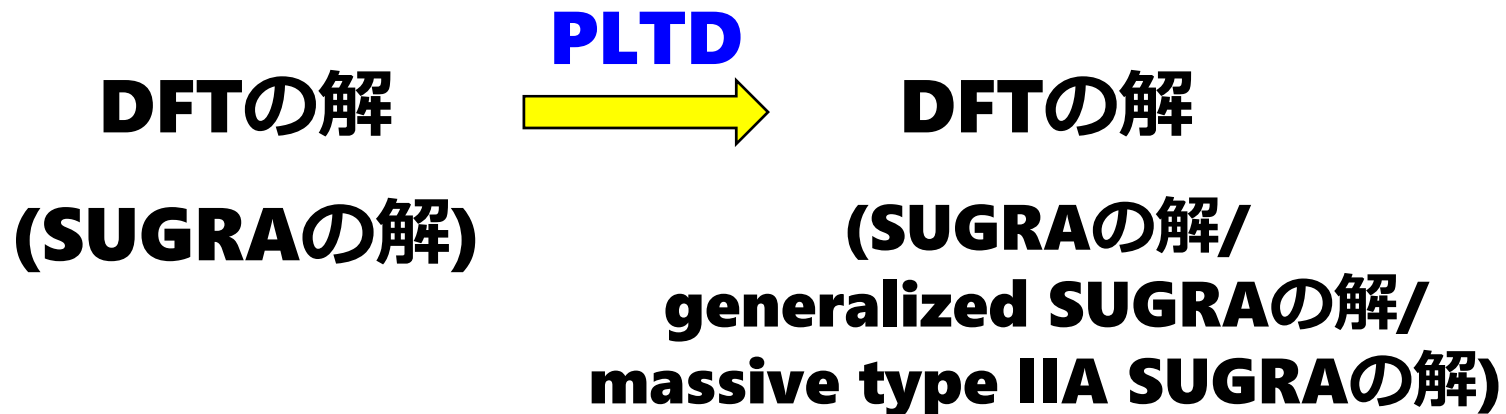 PLTD
DFTの解
DFTの解
(SUGRAの解)
(SUGRAの解/
generalized SUGRAの解/
massive type IIA SUGRAの解)